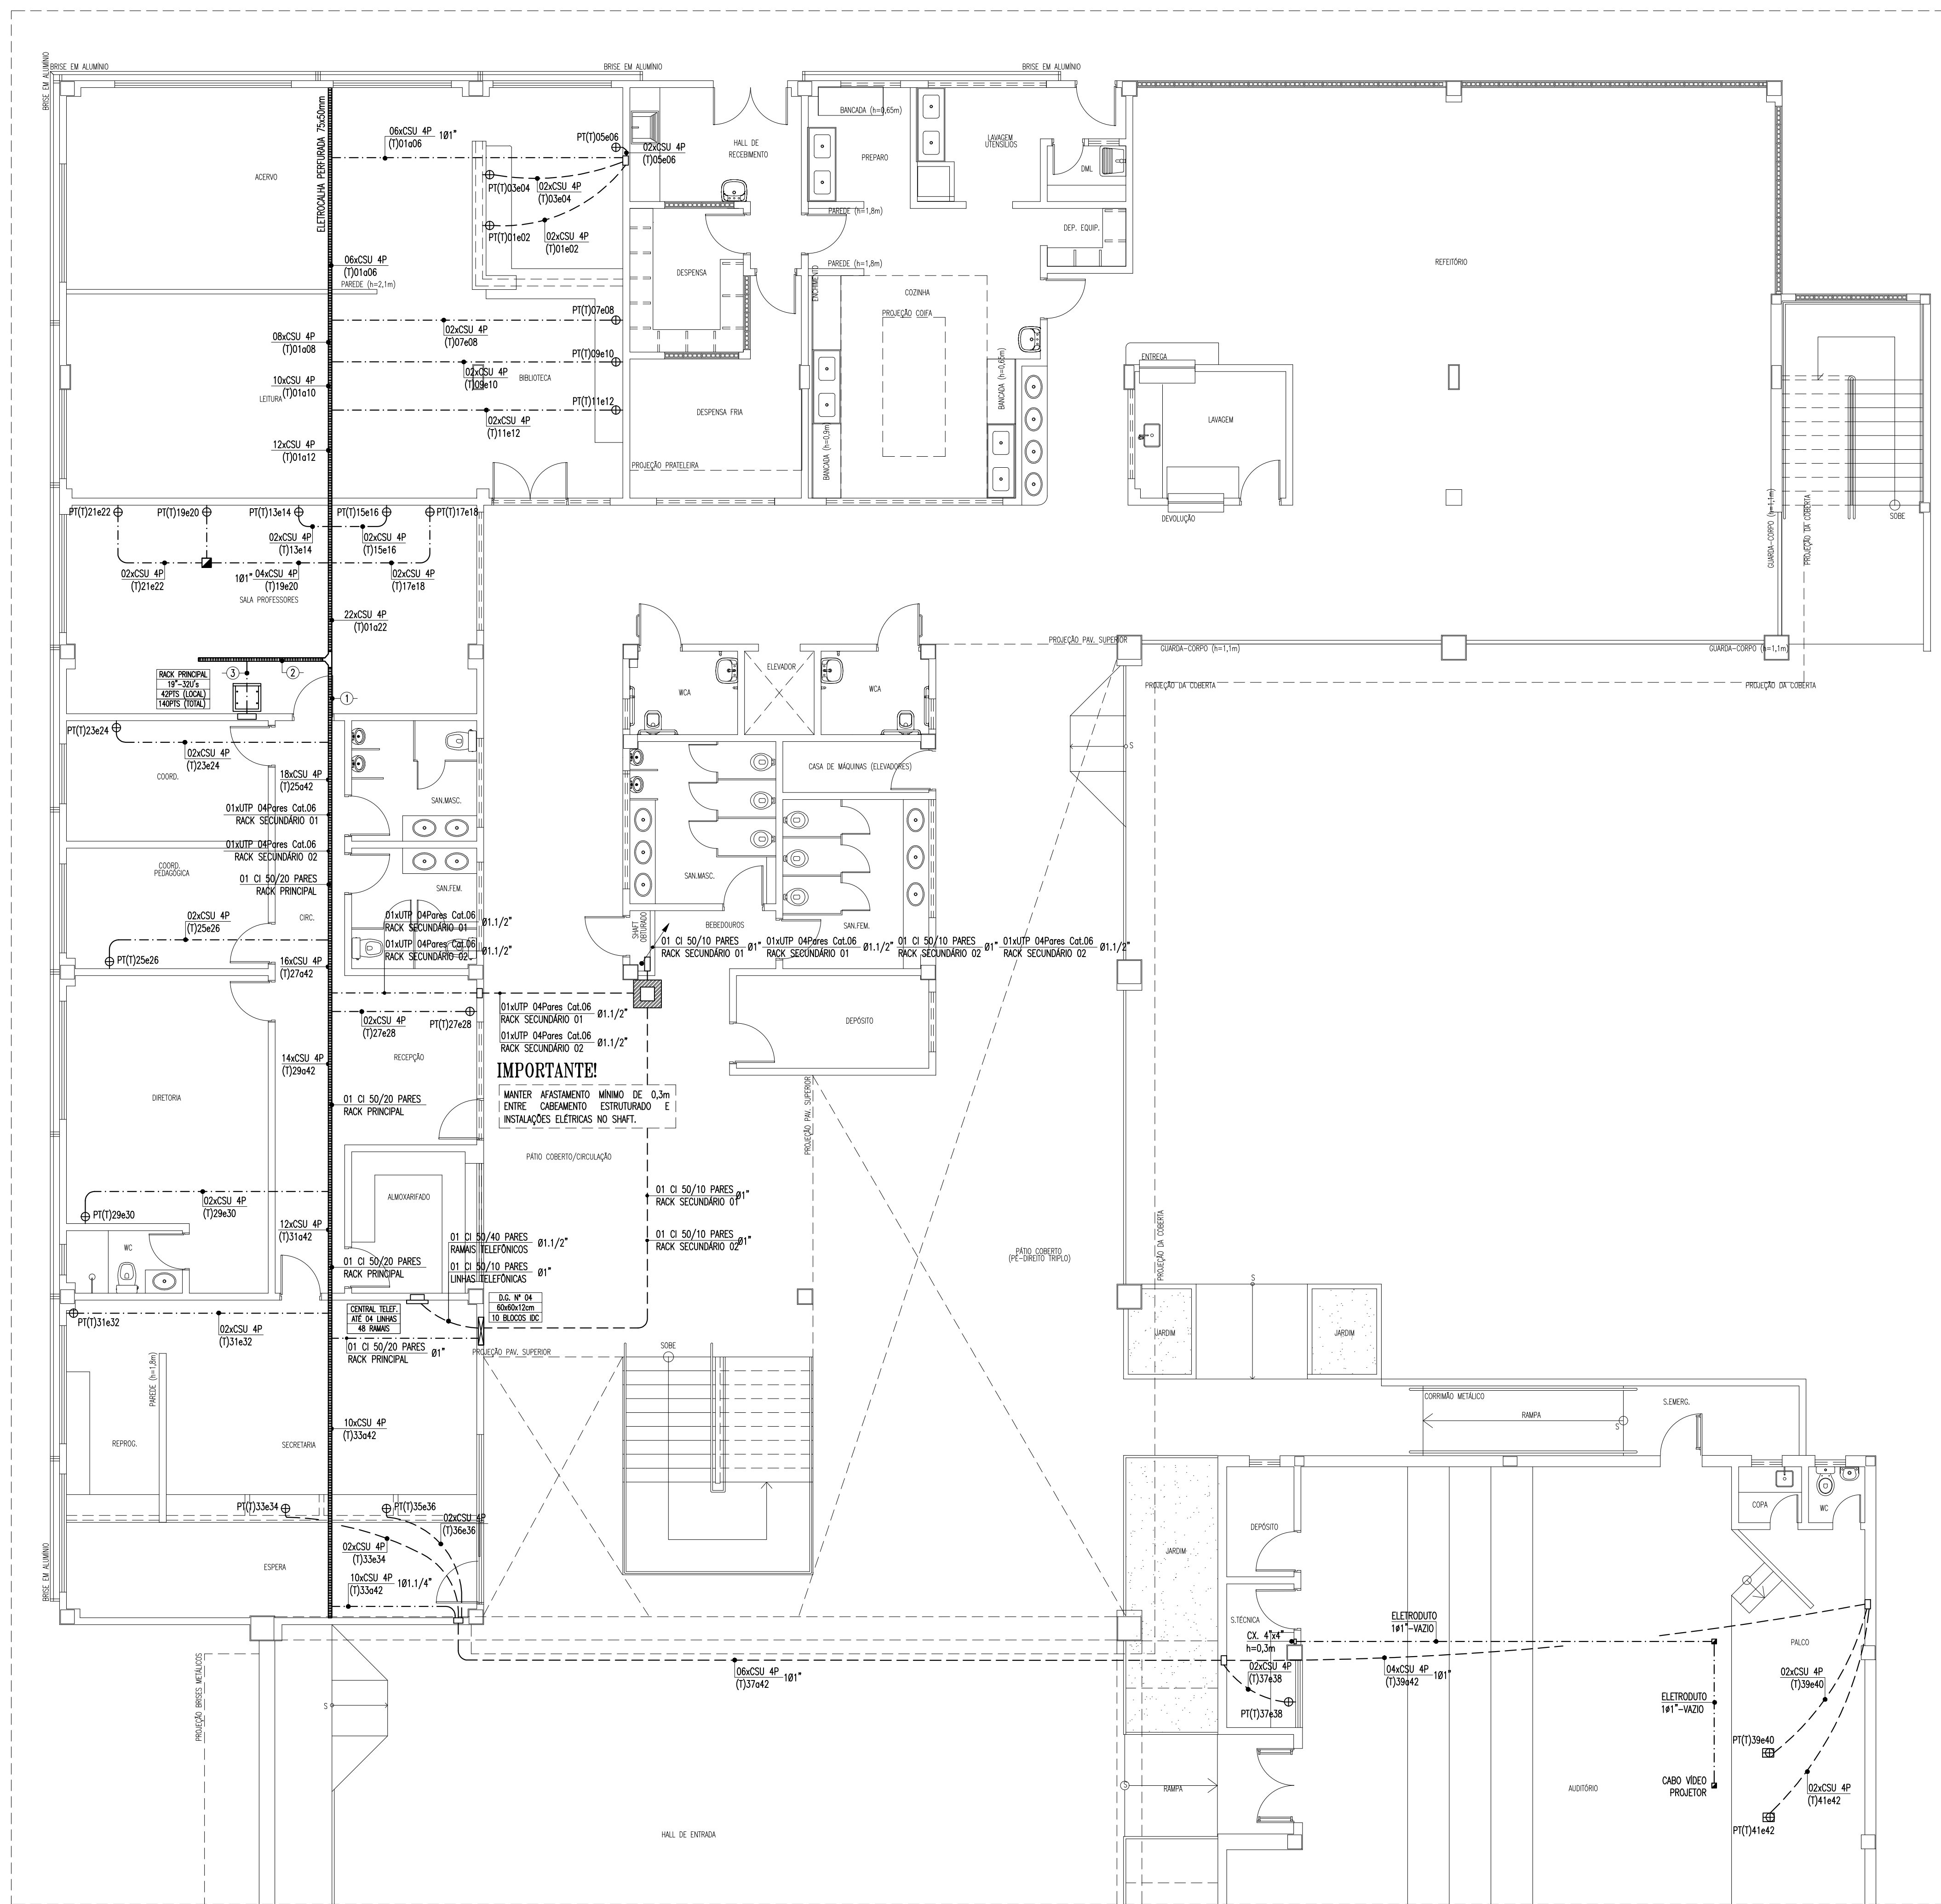 BRISE EM ALUMÍNIO
BRISE EM ALUMÍNIO
BRISE EM ALUMÍNIO
BRISE EM ALUMÍNIO
ELETROCALHA PERFURADA 75x50mm
06xCSU 4P 1Ø1"
(T)01a06
PT(T)05e06
02xCSU 4P
(T)05e06
PT(T)03e04
02xCSU 4P
(T)03e04
PT(T)01e02
02xCSU 4P
(T)01e02
ACERVO
HALL DE
RECEBIMENTO
BANCADA (h=0,65m)
PREPARO
LAVAGEM
UTENSÍLIOS
DML
PAREDE (h=1,8m)
DEP. EQUIP.
REFEITÓRIO
06xCSU 4P
(T)01a06
PAREDE (h=2,1m)
DESPENSA
PAREDE (h=1,8m)
ENCHIMENTO
COZINHA
PROJEÇÃO COIFA
PT(T)07e08
02xCSU 4P
(T)07e08
08xCSU 4P
(T)01a08
PT(T)09e10
02xCSU 4P
(T)09e10
BIBLIOTECA
10xCSU 4P
(T)01a10
LEITURA
PT(T)11e12
02xCSU 4P
(T)11e12
12xCSU 4P
(T)01a12
DESPENSA FRIA
PROJEÇÃO PRATELEIRA
BANCADA (h=0,9m)
BANCADA (h=0,65m)
ENTREGA
LAVAGEM
DEVOLUÇÃO
GUARDA-CORPO (h=1,1m)
PROJEÇÃO DA COBERTA
SOBE
PT(T)21e22
PT(T)19e20
PT(T)13e14
PT(T)15e16
PT(T)17e18
02xCSU 4P
(T)13e14
02xCSU 4P
(T)15e16
02xCSU 4P
(T)21e22
1Ø1" 04xCSU 4P
(T)19e20
02xCSU 4P
(T)17e18
SALA PROFESSORES
22xCSU 4P
(T)01a22
RACK PRINCIPAL
19"-32U's
42PTS (LOCAL)
140PTS (TOTAL)
3
2
1
ELEVADOR
WCA
WCA
PROJEÇÃO PAV. SUPERIOR
GUARDA-CORPO (h=1,1m)
GUARDA-CORPO (h=1,1m)
PROJEÇÃO DA COBERTA
PROJEÇÃO DA COBERTA
S
PT(T)23e24
02xCSU 4P
(T)23e24
COORD.
18xCSU 4P
(T)25a42
SAN.MASC.
CASA DE MÁQUINAS (ELEVADORES)
01xUTP 04Pares Cat.06
RACK SECUNDÁRIO 01
01xUTP 04Pares Cat.06
RACK SECUNDÁRIO 02
COORD.
PEDAGÓGICA
01 CI 50/20 PARES
RACK PRINCIPAL
SAN.FEM.
SAN.MASC.
CIRC.
02xCSU 4P
(T)25e26
PT(T)25e26
16xCSU 4P
(T)27a42
01xUTP 04Pares Cat.06 Ø1.1/2"
RACK SECUNDÁRIO 01
01xUTP 04Pares Cat.06 Ø1.1/2"
RACK SECUNDÁRIO 02
SHAFT
OBTURADO
BEBEDOUROS
SAN.FEM.
01 CI 50/10 PARES Ø1"
RACK SECUNDÁRIO 01
01xUTP 04Pares Cat.06 Ø1.1/2"
RACK SECUNDÁRIO 01
01 CI 50/10 PARES Ø1"
RACK SECUNDÁRIO 02
01xUTP 04Pares Cat.06 Ø1.1/2"
RACK SECUNDÁRIO 02
01xUTP 04Pares Cat.06 Ø1.1/2"
RACK SECUNDÁRIO 01
01xUTP 04Pares Cat.06 Ø1.1/2"
RACK SECUNDÁRIO 02
02xCSU 4P
(T)27e28
PT(T)27e28
DEPÓSITO
RECEPÇÃO
14xCSU 4P
(T)29a42
IMPORTANTE!
MANTER AFASTAMENTO MÍNIMO DE 0,3m
ENTRE CABEAMENTO ESTRUTURADO E
INSTALAÇÕES ELÉTRICAS NO SHAFT.
DIRETORIA
01 CI 50/20 PARES
RACK PRINCIPAL
PROJEÇÃO PAV. SUPERIOR
PÁTIO COBERTO/CIRCULAÇÃO
ALMOXARIFADO
02xCSU 4P
(T)29e30
PT(T)29e30
01 CI 50/10 PARES Ø1"
RACK SECUNDÁRIO 01
01 CI 50/10 PARES Ø1"
RACK SECUNDÁRIO 02
12xCSU 4P
(T)31a42
WC
01 CI 50/40 PARES Ø1.1/2"
RAMAIS TELEFÔNICOS
01 CI 50/20 PARES
RACK PRINCIPAL
01 CI 50/10 PARES Ø1"
LINHAS TELEFÔNICAS
PÁTIO COBERTO
(PÉ-DIREITO TRIPLO)
PROJEÇÃO DA COBERTA
S
D.G. Nº 04
60x60x12cm
10 BLOCOS IDC
CENTRAL TELEF.
ATÉ 04 LINHAS
48 RAMAIS
PT(T)31e32
02xCSU 4P
(T)31e32
01 CI 50/20 PARES Ø1"
RACK PRINCIPAL
PROJEÇÃO PAV. SUPERIOR
SOBE
JARDIM
JARDIM
PAREDE (h=1,8m)
CORRIMÃO METÁLICO
RAMPA
S
S.EMERG.
10xCSU 4P
(T)33a42
REPROG.
SECRETARIA
PT(T)33e34
PT(T)35e36
02xCSU 4P
(T)36e36
02xCSU 4P
(T)33e34
ESPERA
10xCSU 4P 1Ø1.1/4"
(T)33a42
BRISE EM ALUMÍNIO
COPA
WC
DEPÓSITO
JARDIM
S.TÉCNICA
CX. 4"x4"
h=0,3m
ELETRODUTO
1Ø1"-VAZIO
PALCO
PROJEÇÃO BRISES METÁLICOS
S
06xCSU 4P 1Ø1"
(T)37a42
02xCSU 4P
(T)37e38
PT(T)37e38
04xCSU 4P 1Ø1"
(T)39a42
02xCSU 4P
(T)39e40
ELETRODUTO
1Ø1"-VAZIO
PT(T)39e40
CABO VÍDEO
PROJETOR
S
RAMPA
AUDITÓRIO
02xCSU 4P
(T)41e42
PT(T)41e42
HALL DE ENTRADA